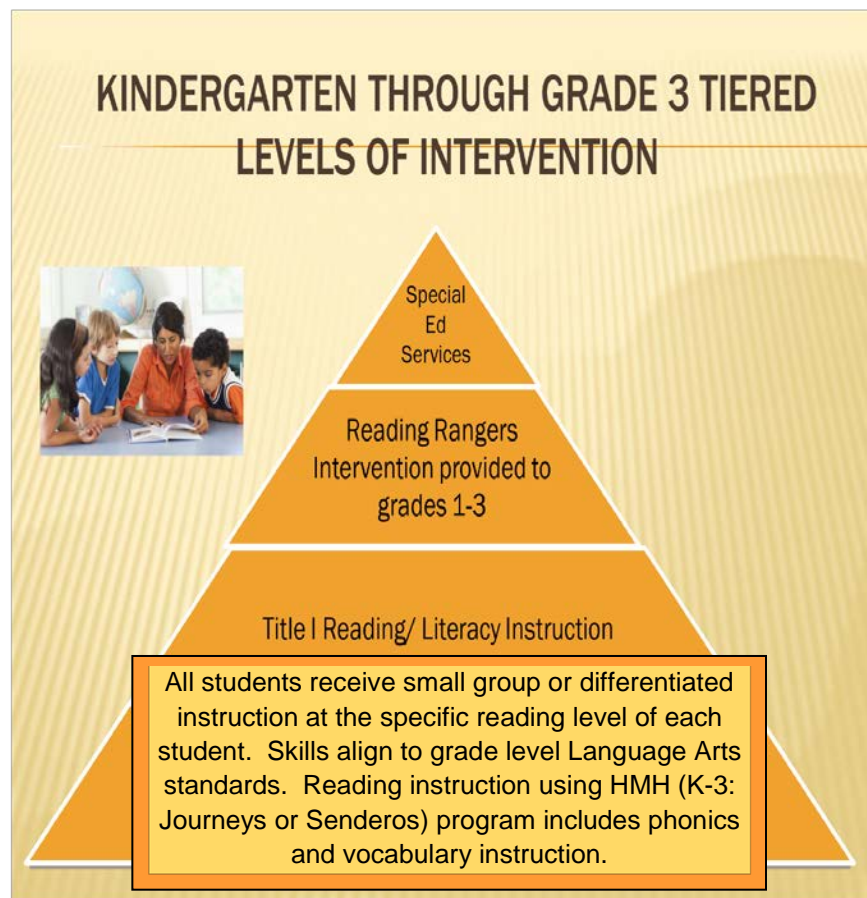 KINDERGARTEN THROUGH GRADE 3 TIERED
LEVELS OF INTERVENTION
Special
Ed
Services
Reading Rangers
Intervention provided to
grades 1-3
Title I Reading/ Literacy Instruction
All students receive small group or differentiated
instruction at the specific reading level of each
student.  Skills align to grade level Language Arts
standards.  Reading instruction using HMH (K-3:
Journeys or Senderos) program includes phonics
and vocabulary instruction.